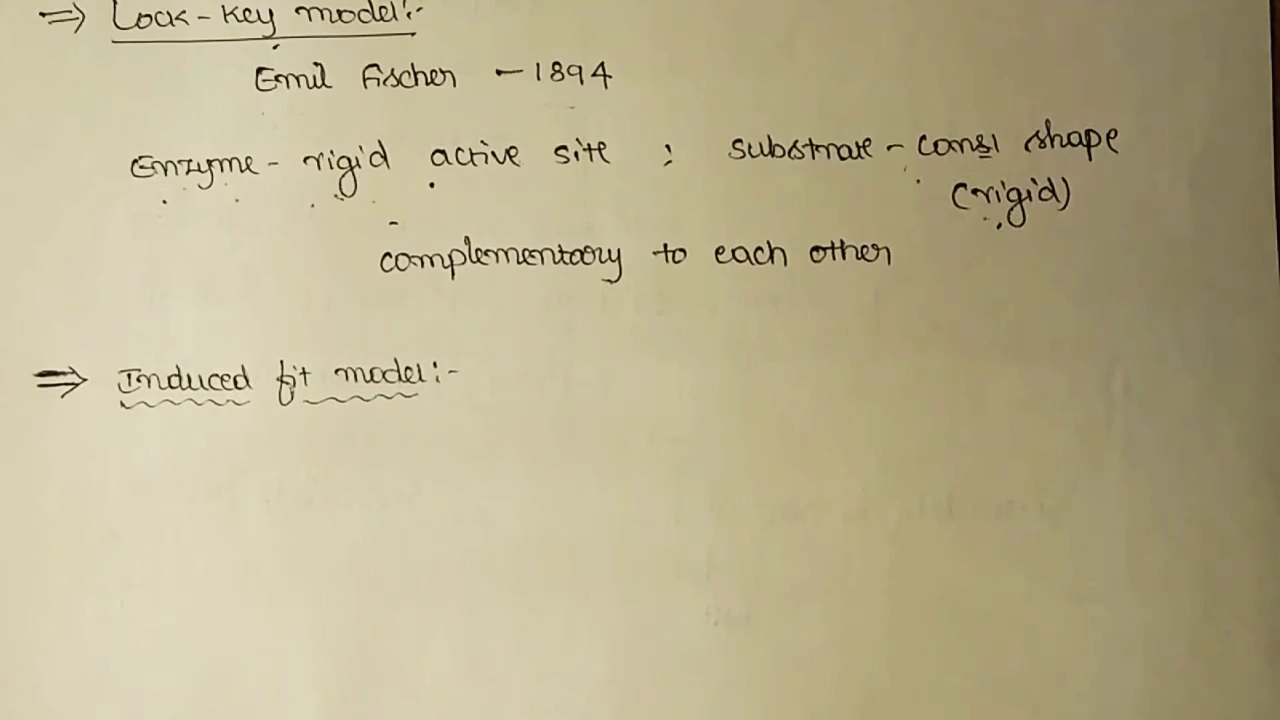 ⇒ Lock-Key model:-
Emil Fischer - 1894
Enzyme - rigid active site ; substrate - const shape
(rigid)
complementary to each other
⇒ Induced fit model:-